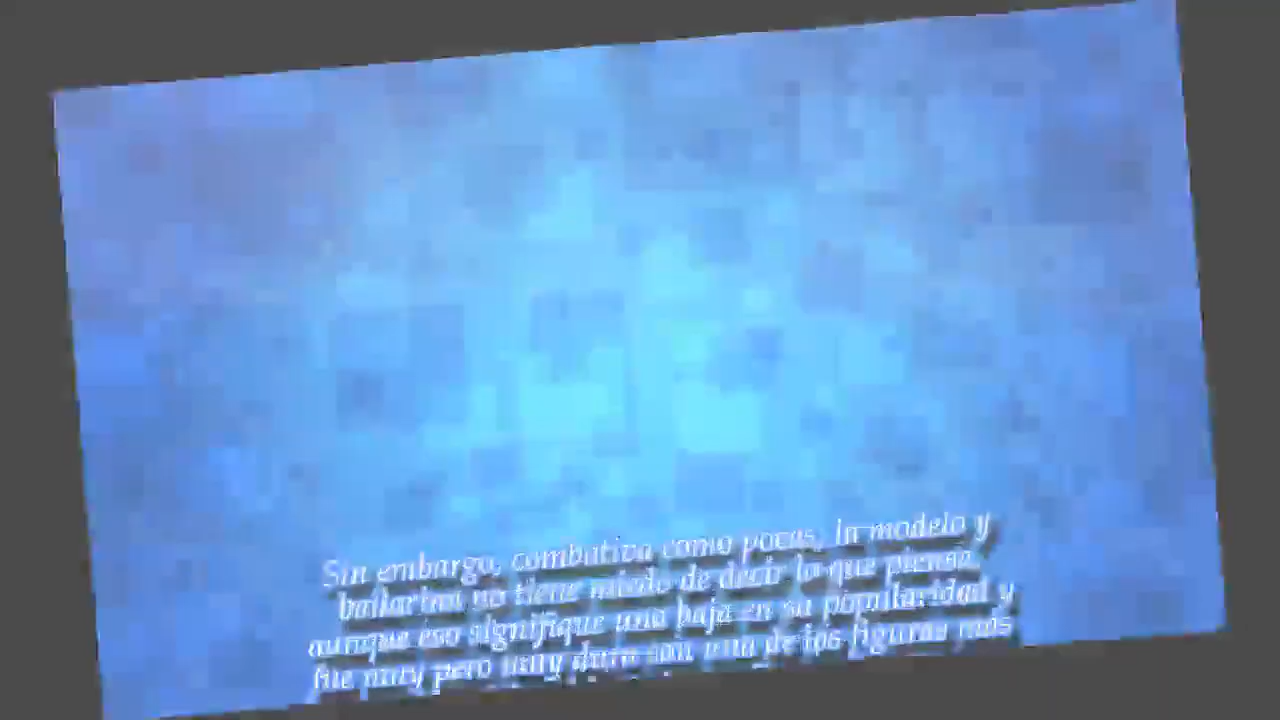 Sin embargo, combativa como pocas, la modelo y
bailarina no tiene miedo de decir lo que piensa,
aunque eso signifique una baja en su popularidad y
fue muy pero muy dura con una de las figuras más